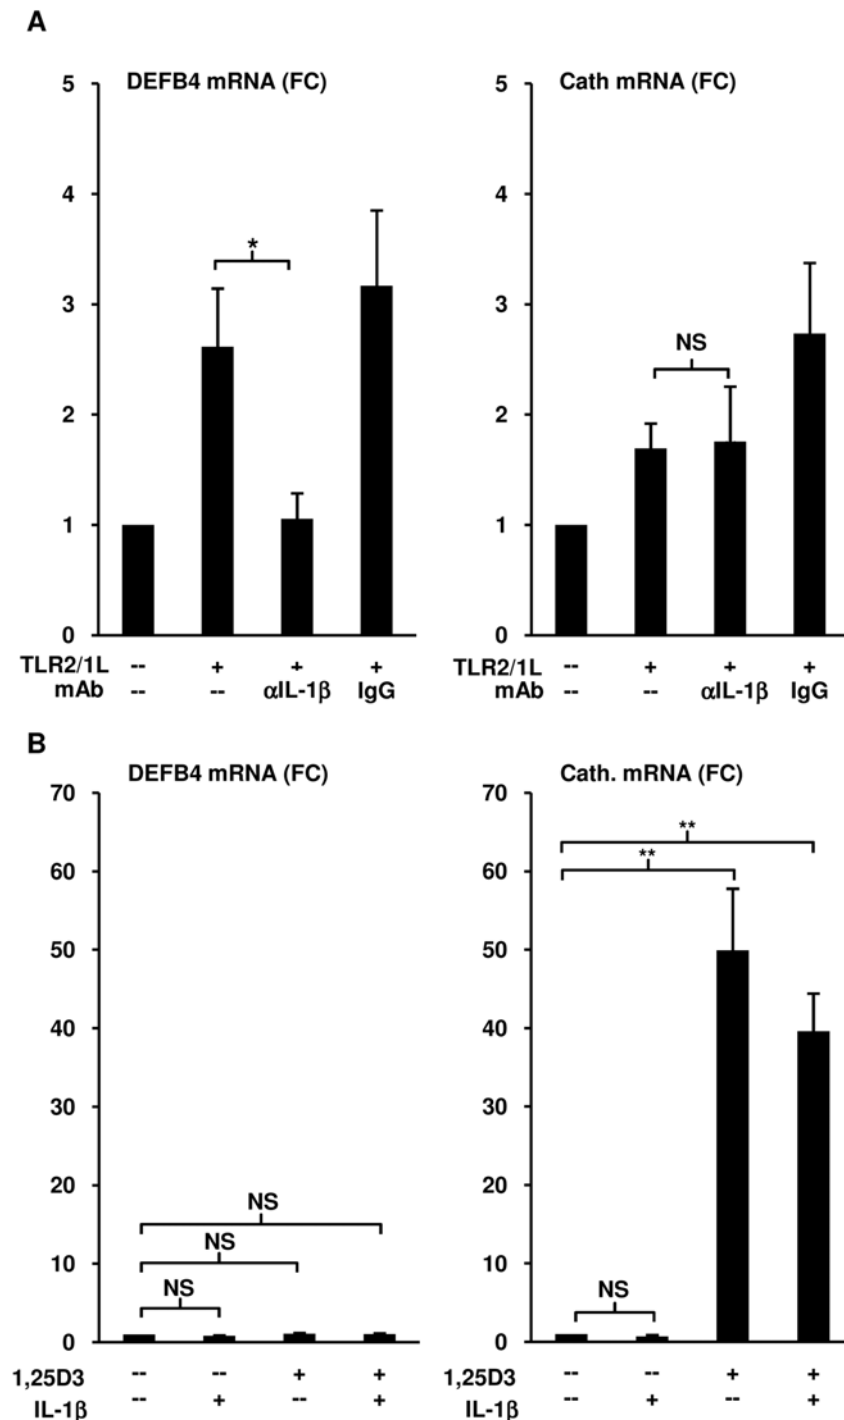 A
DEFB4 mRNA (FC)
5
4
3
2
1
0
*
TLR2/1L -- + + +
mAb -- -- αIL-1β IgG
Cath mRNA (FC)
5
4
3
2
1
0
NS
TLR2/1L -- + + +
mAb -- -- αIL-1β IgG
B
DEFB4 mRNA (FC)
70
60
50
40
30
20
10
0
NS
NS
NS
1,25D3 -- -- + +
IL-1β -- + -- +
Cath. mRNA (FC)
70
60
50
40
30
20
10
0
**
**
NS
1,25D3 -- -- + +
IL-1β -- + -- +